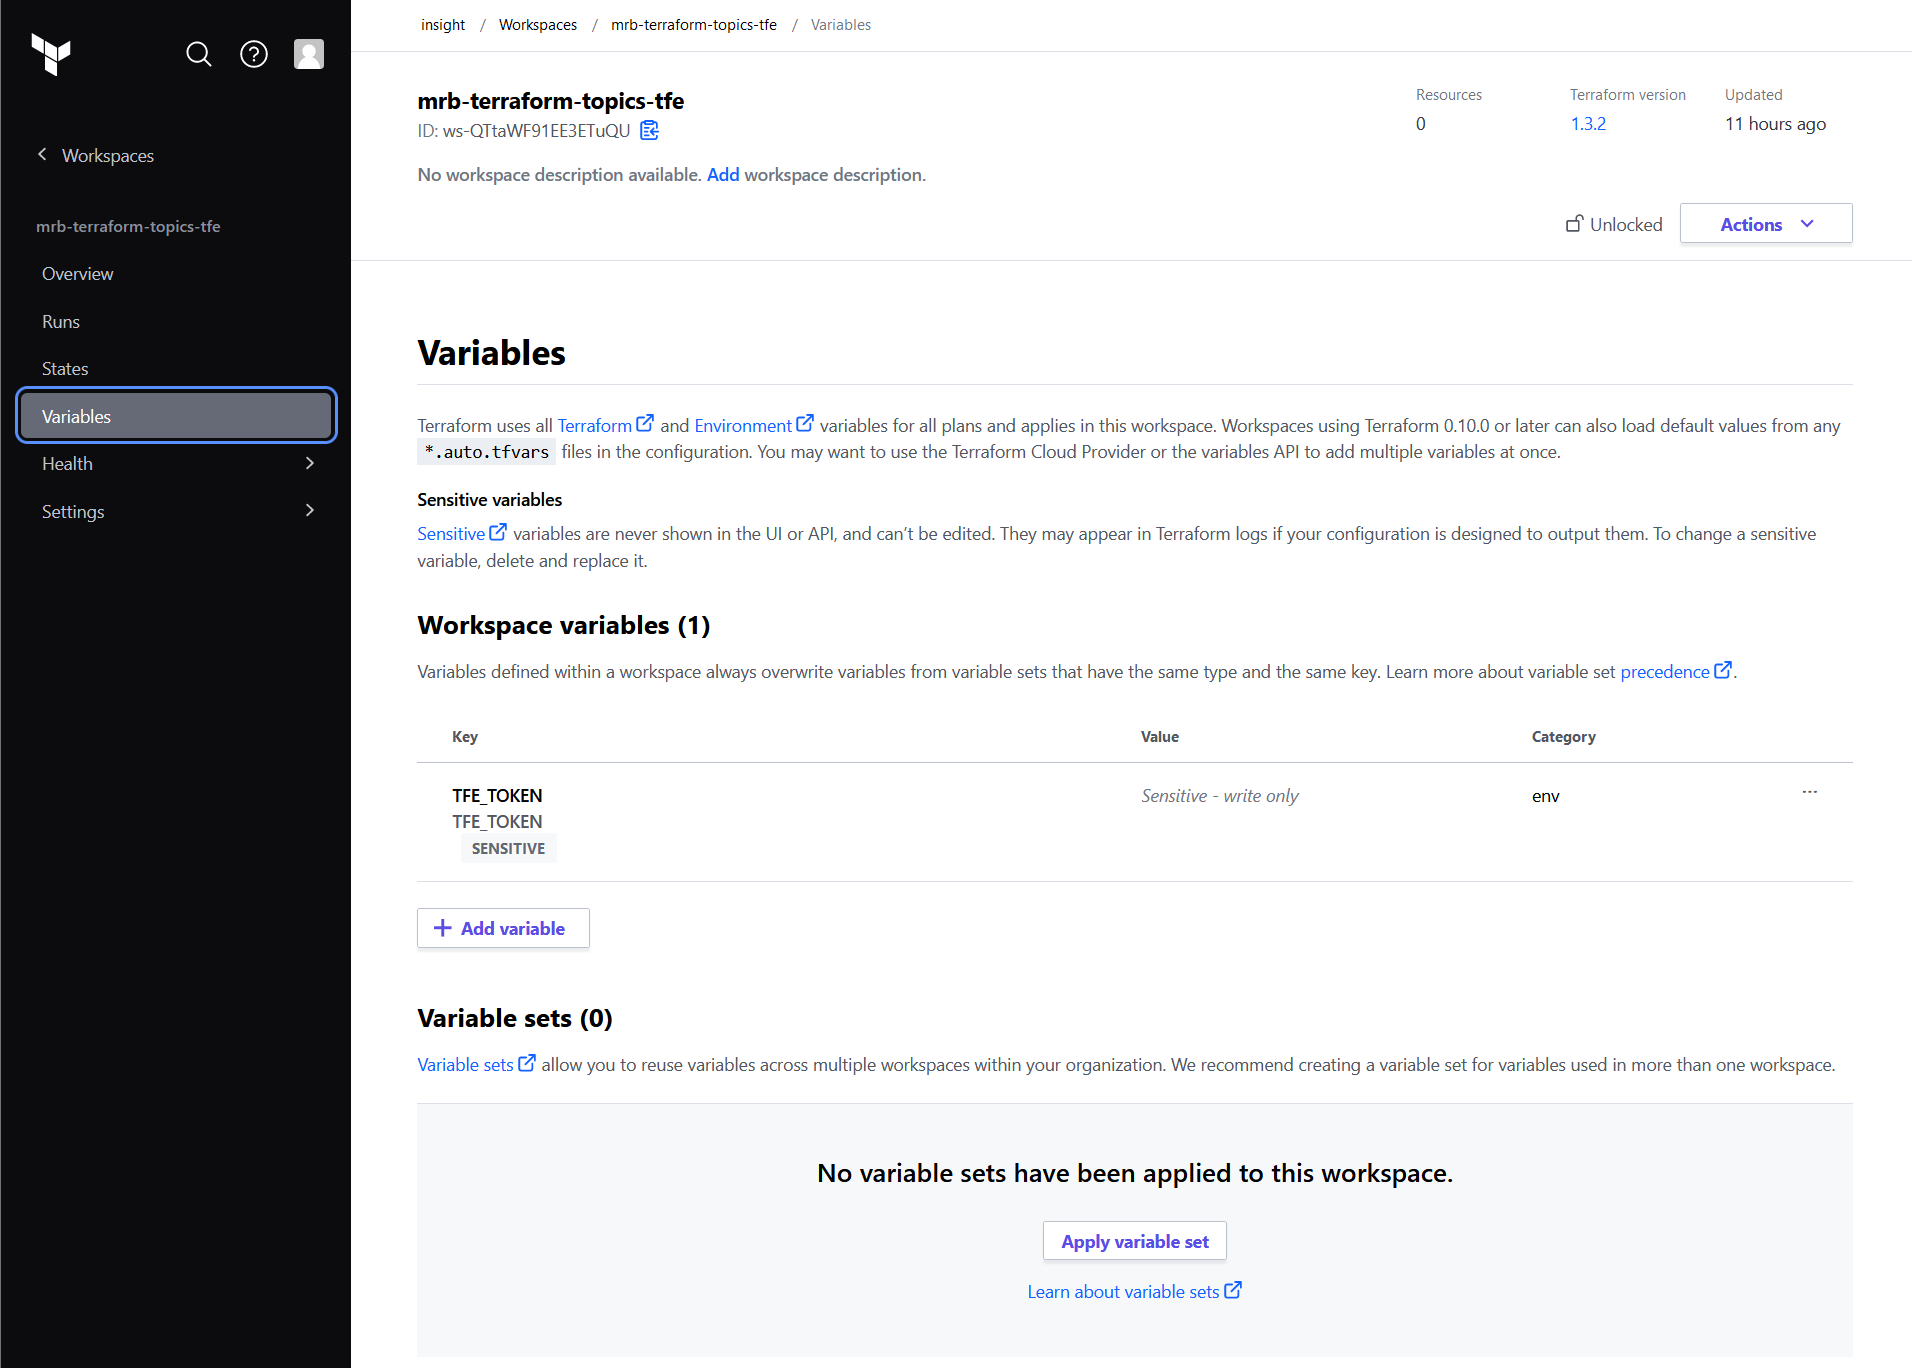 insight / Workspaces / mrb-terraform-topics-tfe / Variables
Workspaces
mrb-terraform-topics-tfe
Overview
Runs
States
Variables
Health
Settings
mrb-terraform-topics-tfe
ID: ws-QTtaWF91EE3ETuQU
No workspace description available. Add workspace description.
Resources
0
Terraform version
1.3.2
Updated
11 hours ago
Unlocked
Actions
Variables
Terraform uses all Terraform and Environment variables for all plans and applies in this workspace. Workspaces using Terraform 0.10.0 or later can also load default values from any
*.auto.tfvars files in the configuration. You may want to use the Terraform Cloud Provider or the variables API to add multiple variables at once.
Sensitive variables
Sensitive variables are never shown in the UI or API, and can't be edited. They may appear in Terraform logs if your configuration is designed to output them. To change a sensitive
variable, delete and replace it.
Workspace variables (1)
Variables defined within a workspace always overwrite variables from variable sets that have the same type and the same key. Learn more about variable set precedence .
Key Value Category
TFE_TOKEN Sensitive - write only env ...
TFE_TOKEN
SENSITIVE
+ Add variable
Variable sets (0)
Variable sets allow you to reuse variables across multiple workspaces within your organization. We recommend creating a variable set for variables used in more than one workspace.
No variable sets have been applied to this workspace.
Apply variable set
Learn about variable sets